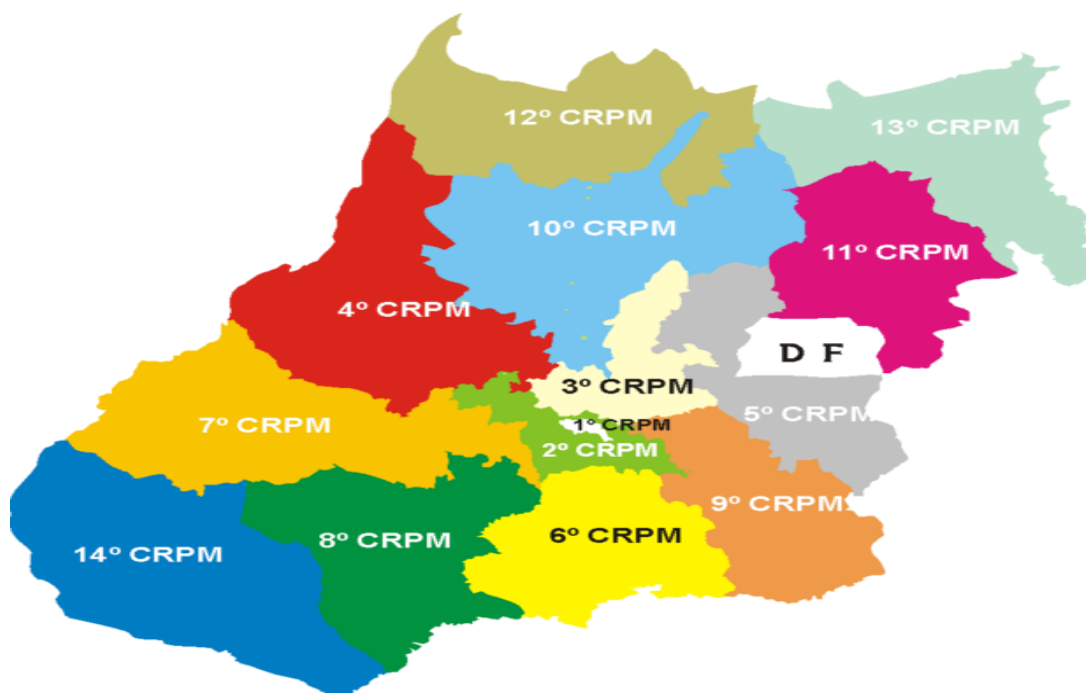 12º CRPM
13º CRPM
10º CRPM
11º CRPM
4º CRPM
D F
3º CRPM
5º CRPM
7º CRPM
1º CRPM
2º CRPM
9º CRPM
6º CRPM
8º CRPM
14º CRPM